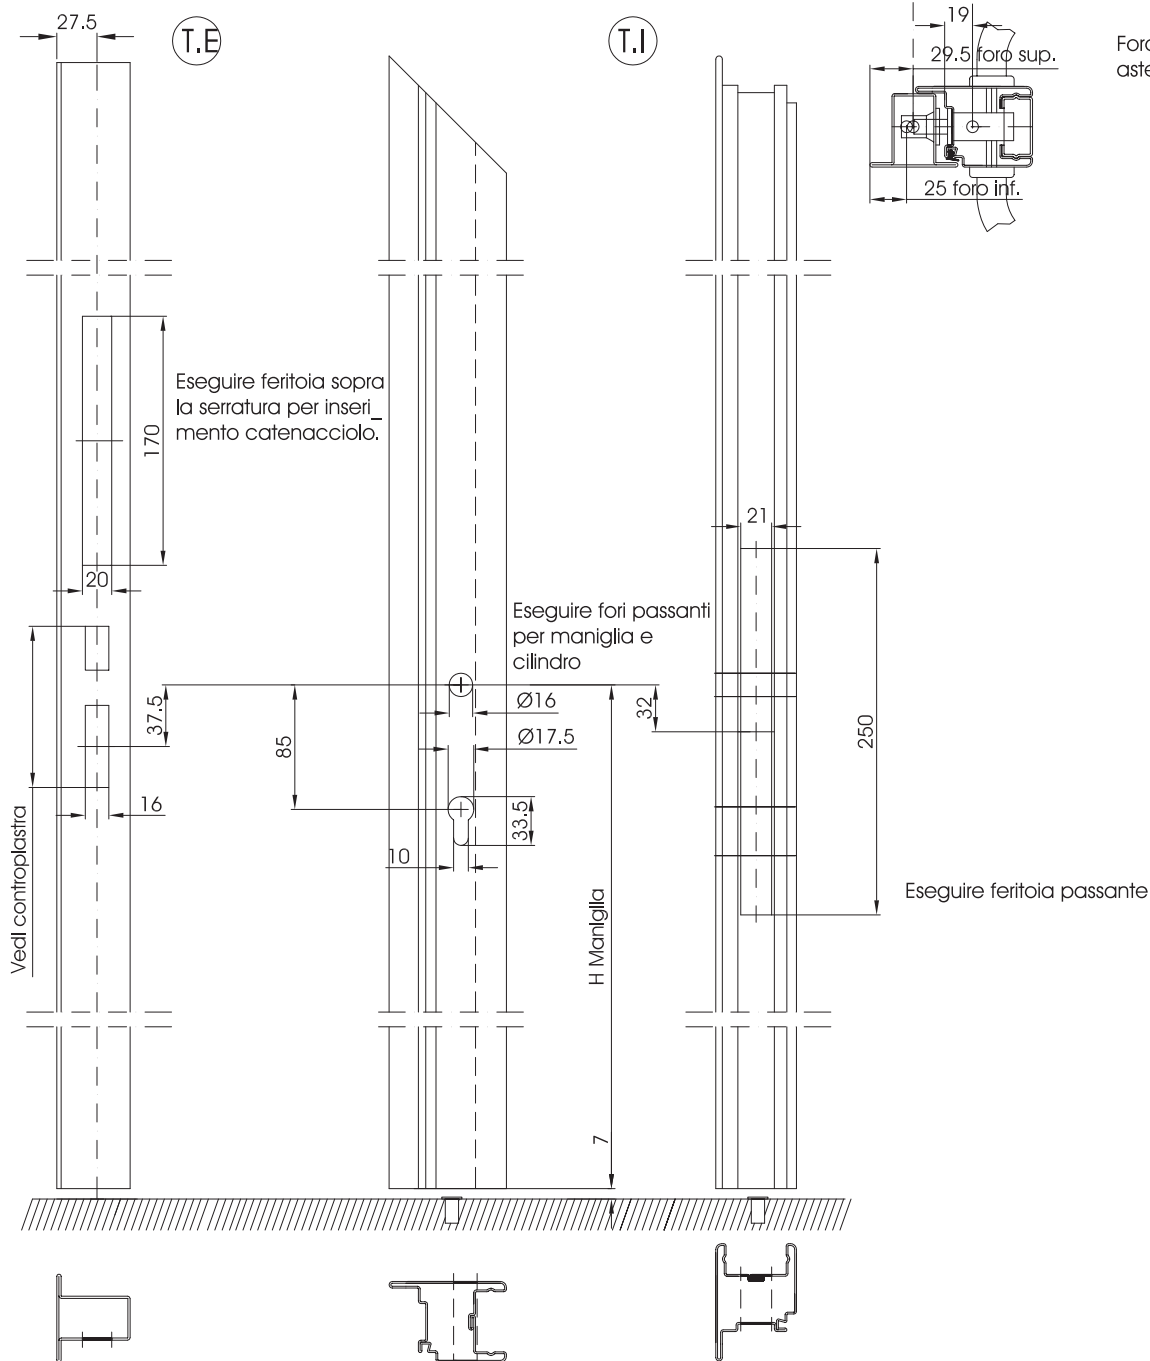 27.5
T.E
T.I
19
29.5 foro sup.
25 foro inf.
Eseguire feritoia sopra
la serratura per inseri_
mento catenacciolo.
170
20
21
Eseguire fori passanti
per maniglia e
cilindro
37.5
85
Ø16
Ø17.5
32
250
16
33.5
10
Vedi controplastra
H Maniglia
Eseguire feritoia passante
7